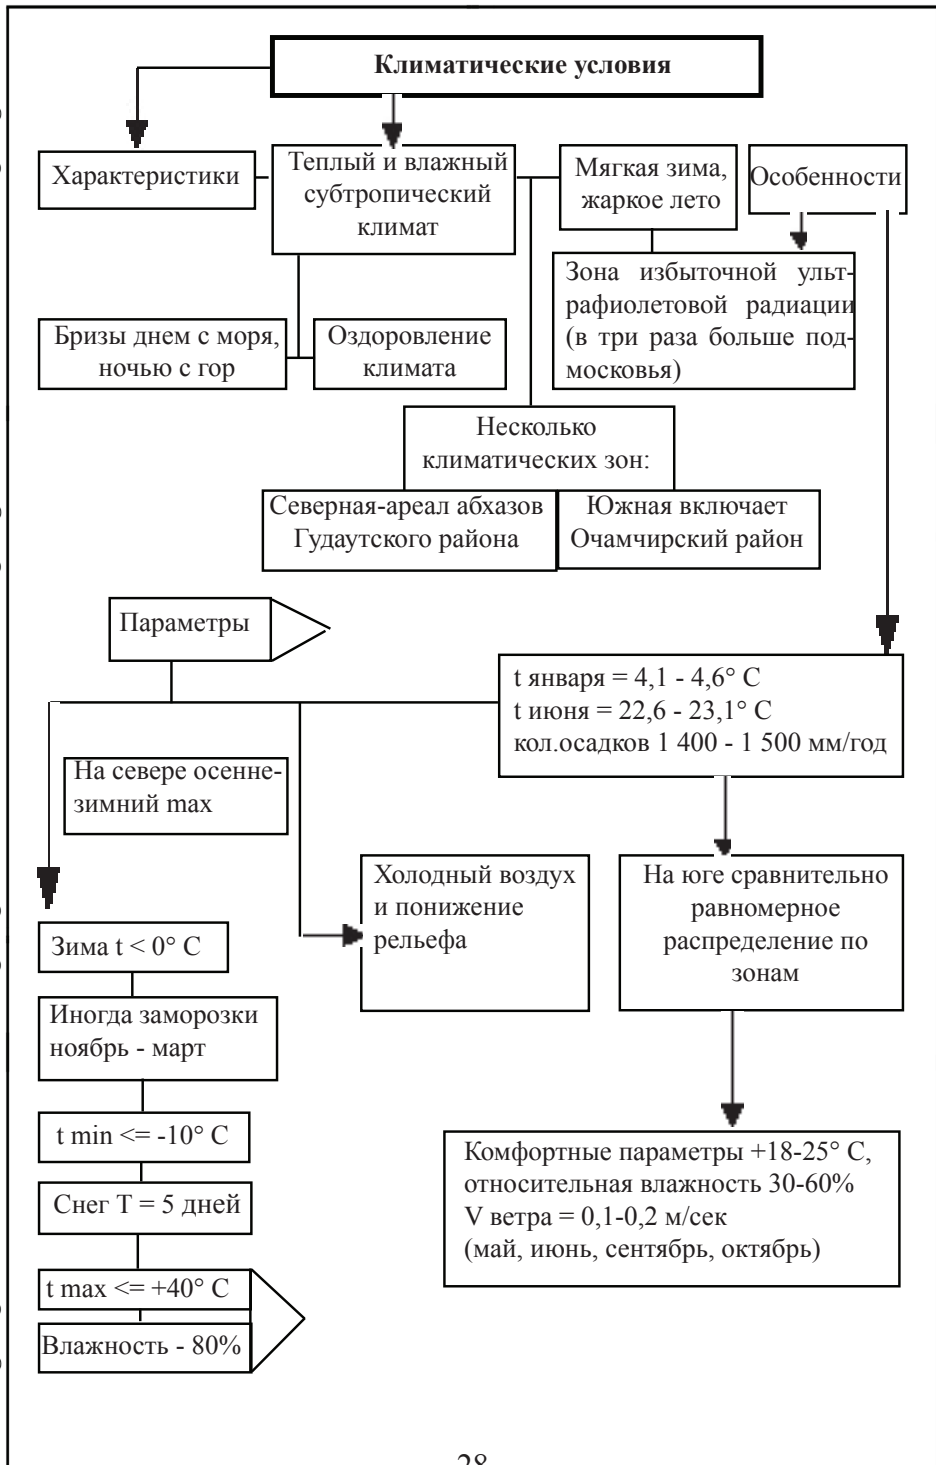 Климатические условия
Характеристики
Теплый и влажный
субтропический
климат
Мягкая зима,
жаркое лето
Особенности
Зона избыточной ульт-
рафиолетовой радиации
(в три раза больше под-
московья)
Бризы днем с моря,
ночью с гор
Оздоровление
климата
Несколько
климатических зон:
Северная-ареал абхазов
Гудаутского района
Южная включает
Очамчирский район
Параметры
t января = 4,1 - 4,6° C
t июня = 22,6 - 23,1° C
кол.осадков 1 400 - 1 500 мм/год
На севере осенне-
зимний max
Холодный воздух
и понижение
рельефа
На юге сравнительно
равномерное
распределение по
зонам
Зима t < 0° C
Иногда заморозки
ноябрь - март
t min <= -10° C
Снег T = 5 дней
t max <= +40° C
Влажность - 80%
Комфортные параметры +18-25° C,
относительная влажность 30-60%
V ветра = 0,1-0,2 м/сек
(май, июнь, сентябрь, октябрь)
28